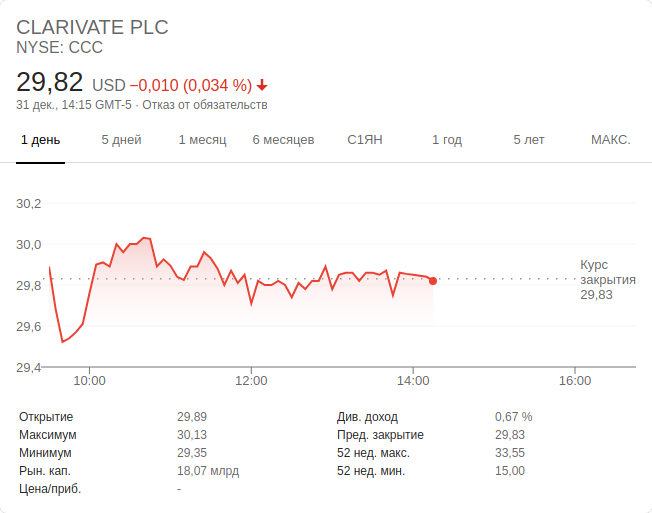 CLARIVATE PLC
NYSE: CCC
29,82 USD −0,010 (0,034 %)
31 дек., 14:15 GMT-5 · Отказ от обязательств
1 день 5 дней 1 месяц 6 месяцев С1ЯН 1 год 5 лет МАКС.
30,2
30,0
29,8
29,6
29,4
Курс
закрытия
29,83
10:00 12:00 14:00 16:00
Открытие 29,89 Див. доход 0,67 %
Максимум 30,13 Пред. закрытие 29,83
Минимум 29,35 52 нед. макс. 33,55
Рын. кап. 18,07 млрд 52 нед. мин. 15,00
Цена/приб. -